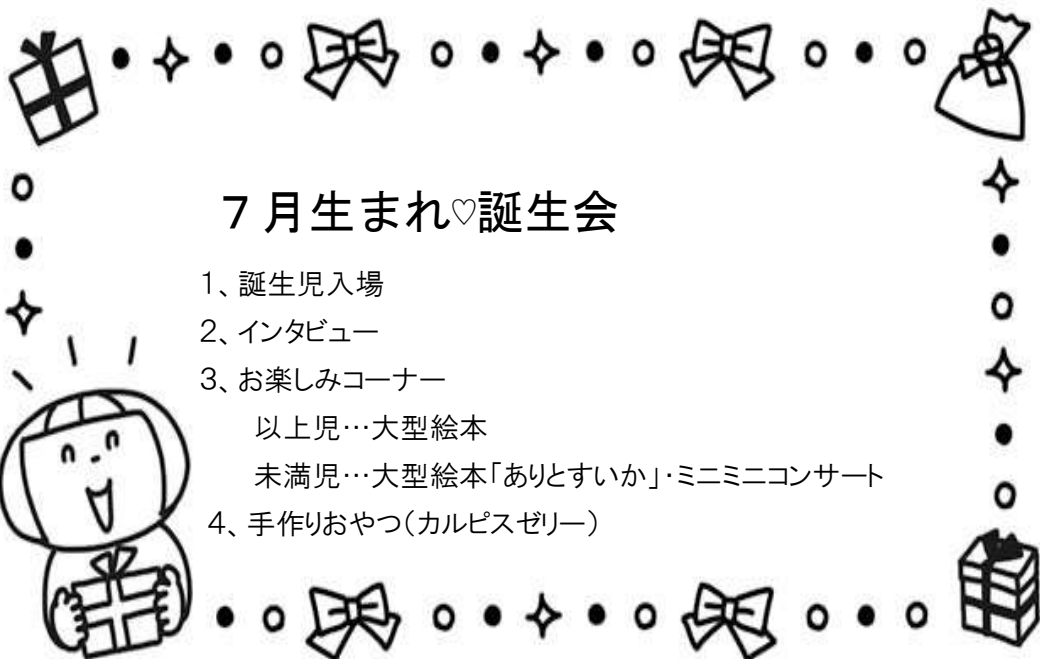 7月生まれ♡誕生会
1、誕生児入場
2、インタビュー
3、お楽しみコーナー
以上児…大型絵本
未満児…大型絵本「ありとすいか」・ミニミニコンサート
4、手作りおやつ(カルピスゼリー)